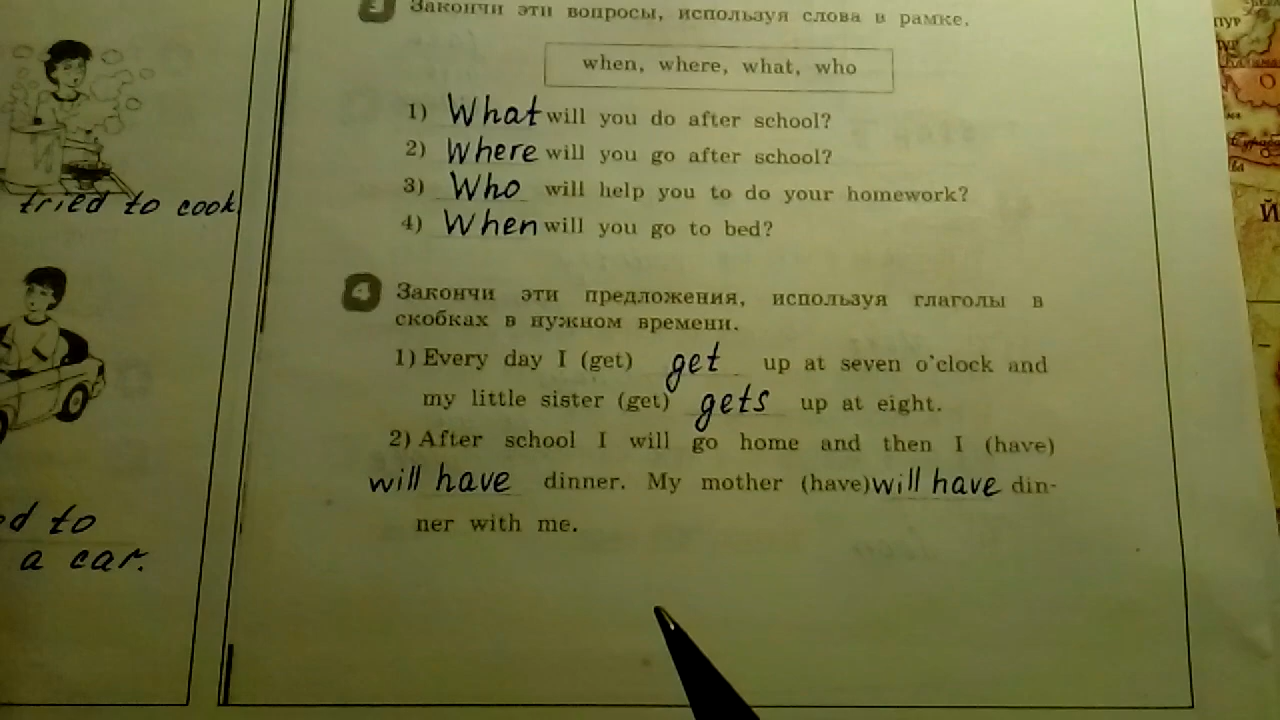 3 Закончи эти вопросы, используя слова в рамке.
when, where, what, who
1) What will you do after school?
2) Where will you go after school?
3) Who will help you to do your homework?
4) When will you go to bed?
4 Закончи эти предложения, используя глаголы в
скобках в нужном времени.
1) Every day I (get) get up at seven o'clock and
my little sister (get) gets up at eight.
2) After school I will go home and then I (have)
will have dinner. My mother (have) will have din-
ner with me.
tried to cook
to
a car.
ПУР
Й